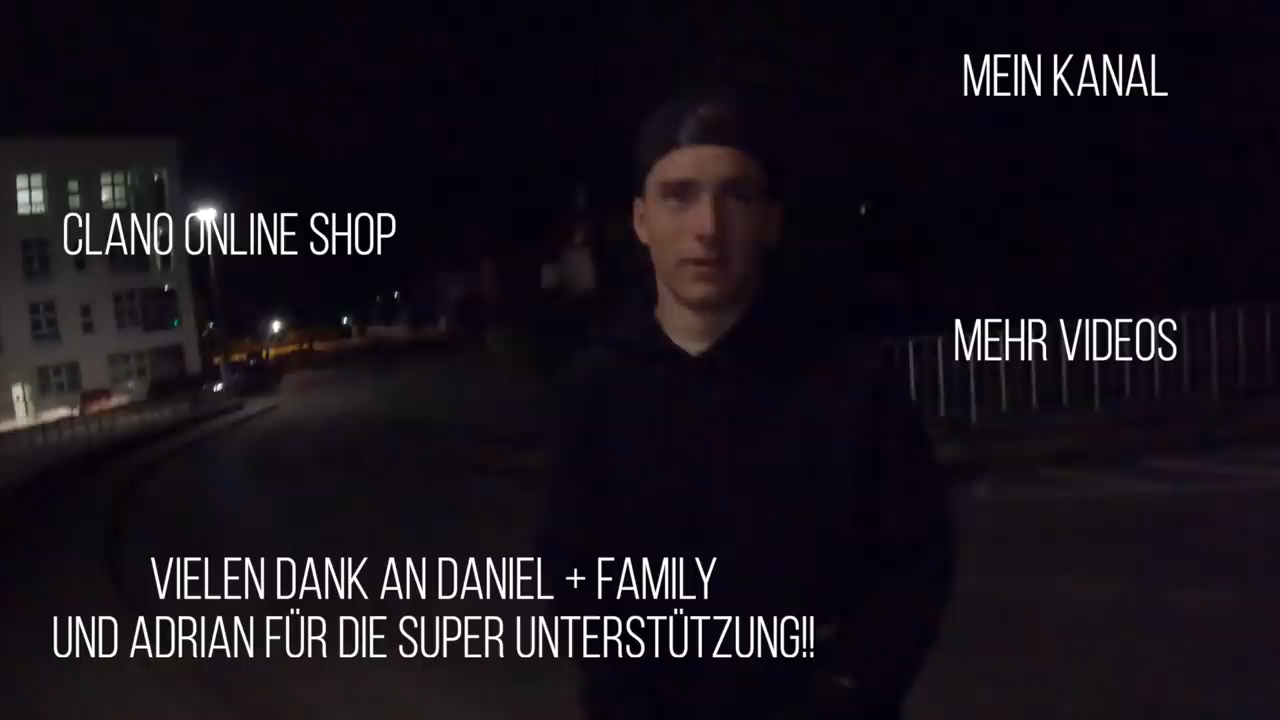 MEIN KANAL
CLANO ONLINE SHOP
MEHR VIDEOS
VIELEN DANK AN DANIEL + FAMILY
UND ADRIAN FÜR DIE SUPER UNTERSTÜTZUNG!!